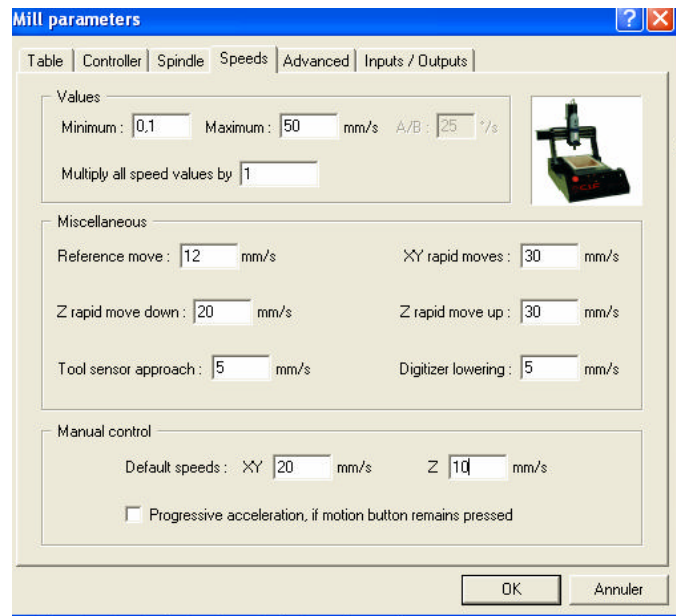 Mill parameters
Table Controller Spindle Speeds Advanced Inputs / Outputs
Values
Minimum : 0,1 Maximum : 50 mm/s A/B : 25 °/s
Multiply all speed values by 1
Miscellaneous
Reference move : 12 mm/s XY rapid moves : 30 mm/s
Z rapid move down : 20 mm/s Z rapid move up : 30 mm/s
Tool sensor approach : 5 mm/s Digitizer lowering : 5 mm/s
Manual control
Default speeds : XY 20 mm/s Z 10 mm/s
Progressive acceleration, if motion button remains pressed
OK Annuler